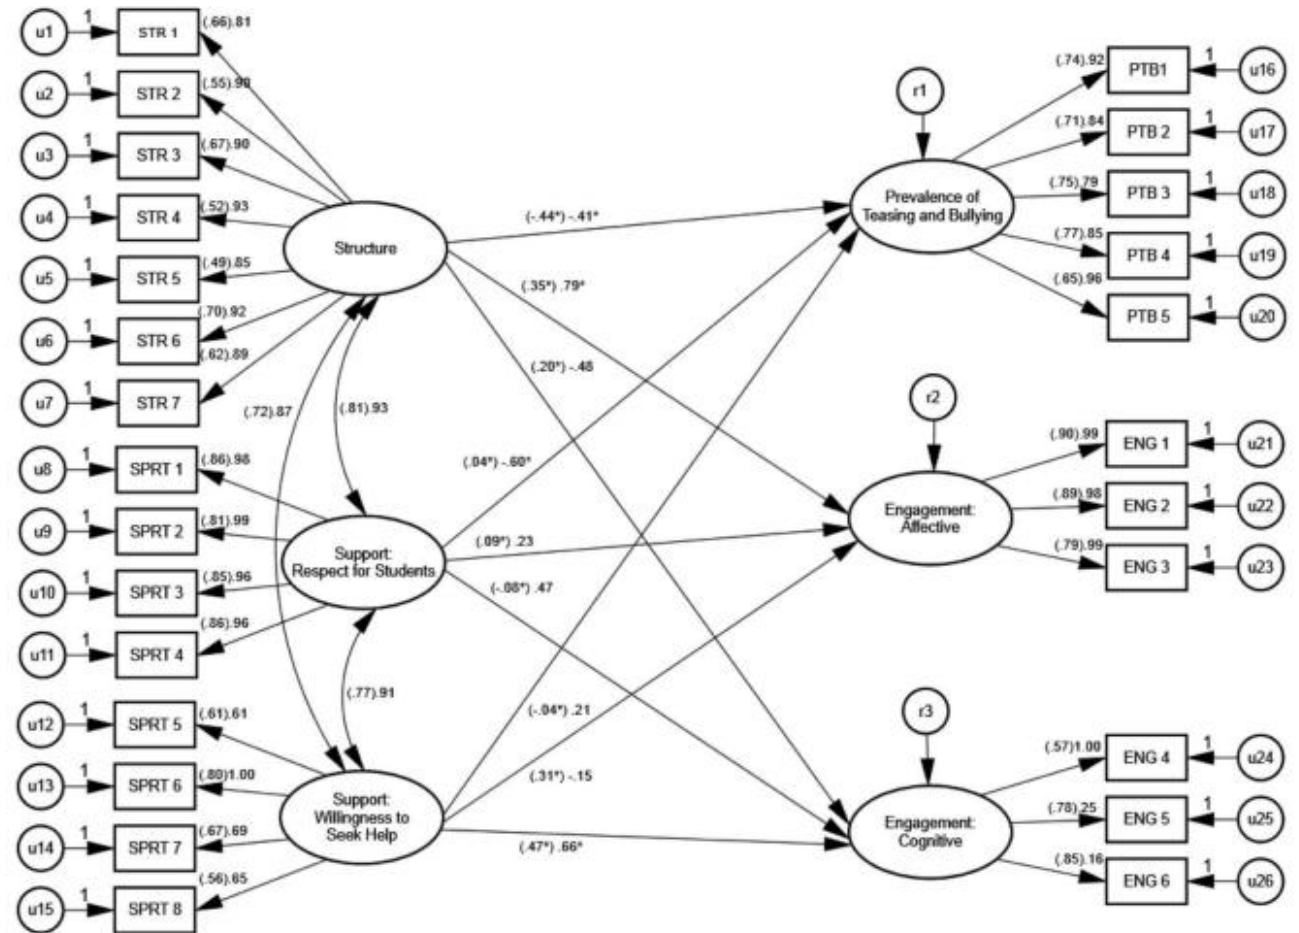 u1 1 STR 1 (.66).81
u2 1 STR 2 (.55).90
u3 1 STR 3 (.67).90
u4 1 STR 4 (.52).93
u5 1 STR 5 (.49).85
u6 1 STR 6 (.70).92
u7 1 STR 7 (.62).89
u8 1 SPRT 1 (.86).98
u9 1 SPRT 2 (.81).99
u10 1 SPRT 3 (.85).96
u11 1 SPRT 4 (.86).96
u12 1 SPRT 5 (.61).61
u13 1 SPRT 6 (.80)1.00
u14 1 SPRT 7 (.67).69
u15 1 SPRT 8 (.56).65
Structure
Support:
Respect for Students
Support:
Willingness to
Seek Help
(.72).87
(.81).93
(.77).91
(-.44*) -.41*
(.35*) .79*
(.20*) -.48
(.04*) -.60*
(.09*) .23
(-.08*) .47
(-.04*) .21
(.31*) -.15
(.47*) .66*
r1
Prevalence of
Teasing and Bullying
r2
Engagement:
Affective
r3
Engagement:
Cognitive
(.74).92 PTB1 1 u16
(.71).84 PTB 2 1 u17
(.75).79 PTB 3 1 u18
(.77).85 PTB 4 1 u19
(.65).96 PTB 5 1 u20
(.90).99 ENG 1 1 u21
(.89).98 ENG 2 1 u22
(.79).99 ENG 3 1 u23
(.57)1.00 ENG 4 1 u24
(.78).25 ENG 5 1 u25
(.85).16 ENG 6 1 u26